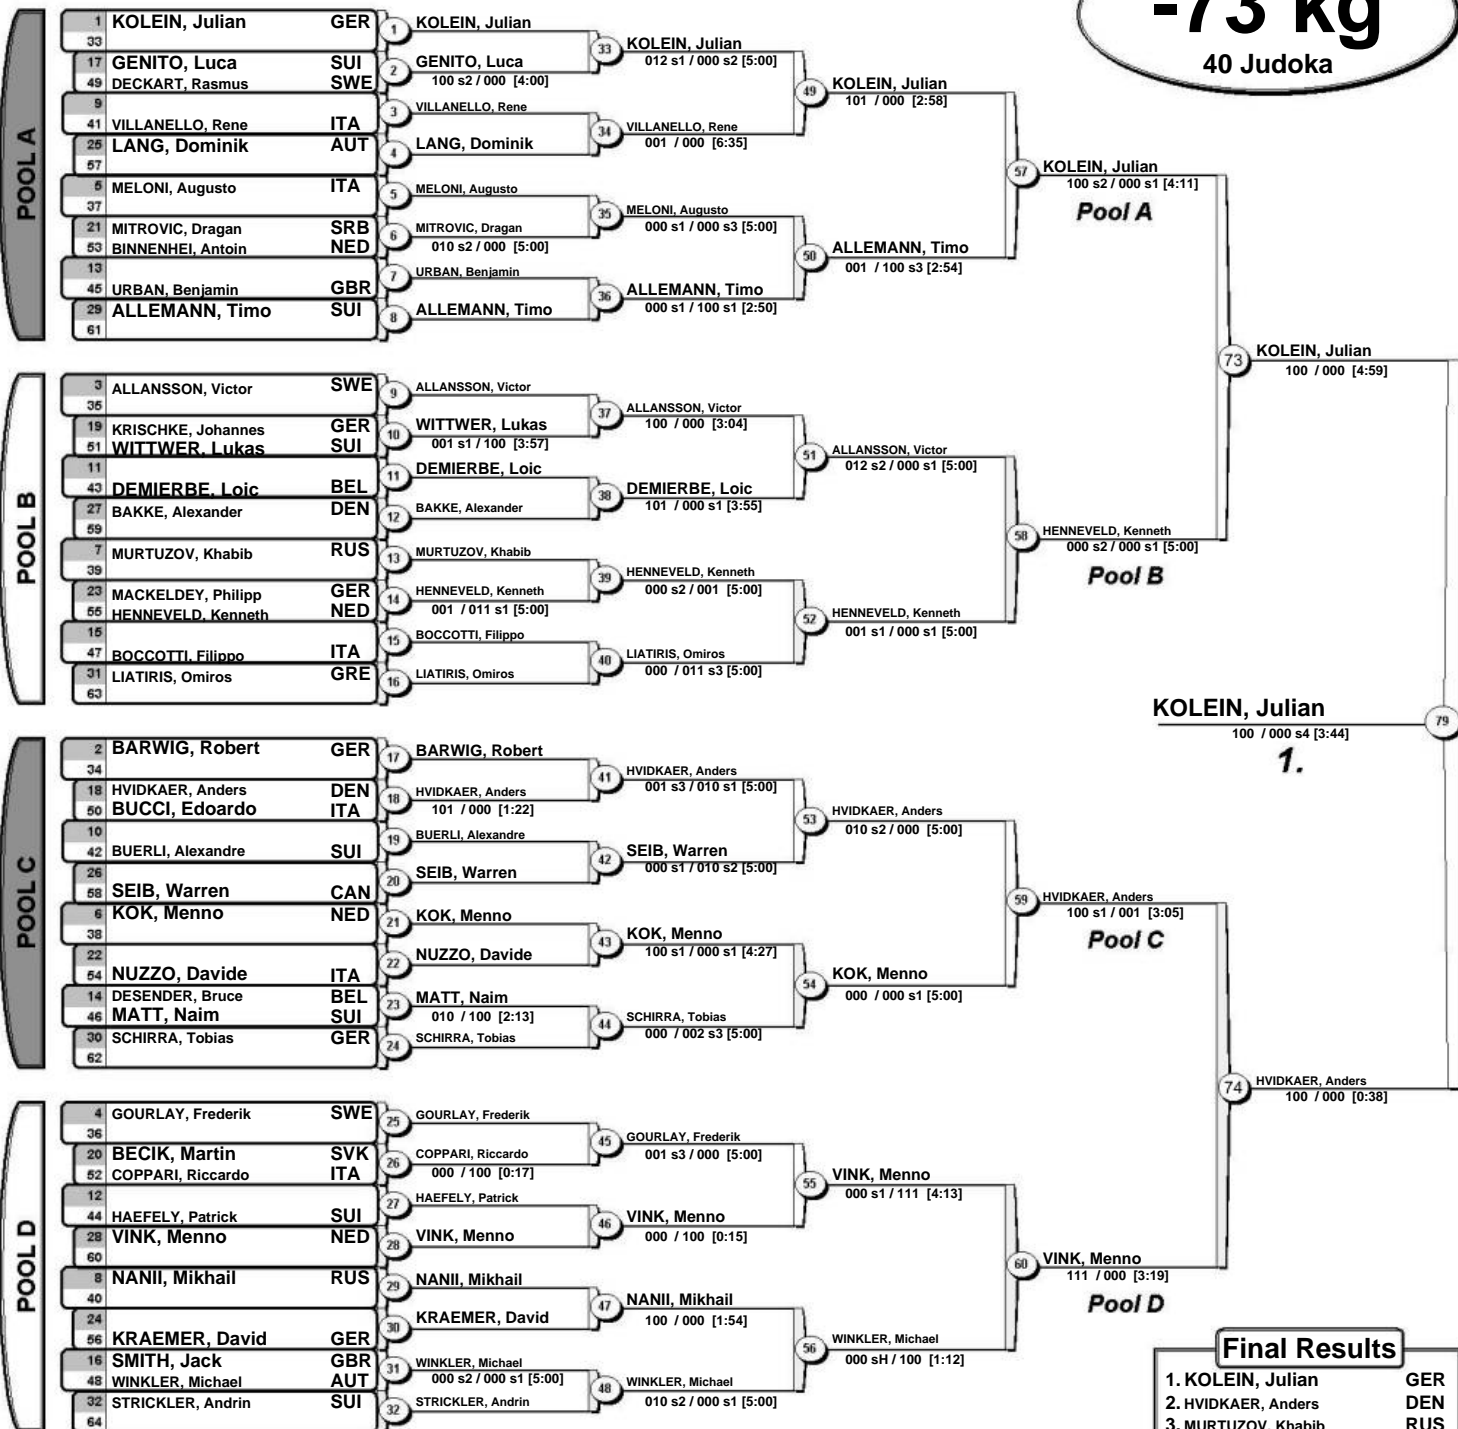 -73 kg
40 Judoka
POOL A
1 KOLEIN, Julian GER
33
17 GENITO, Luca SUI
49 DECKART, Rasmus SWE
9
41 VILLANELLO, Rene ITA
25 LANG, Dominik AUT
57
5 MELONI, Augusto ITA
37
21 MITROVIC, Dragan SRB
53 BINNENHEI, Antoin NED
13
45 URBAN, Benjamin GBR
29 ALLEMANN, Timo SUI
61
1 KOLEIN, Julian
2 GENITO, Luca
100 s2 / 000 [4:00]
3 VILLANELLO, Rene
4 LANG, Dominik
5 MELONI, Augusto
6 MITROVIC, Dragan
010 s2 / 000 [5:00]
7 URBAN, Benjamin
8 ALLEMANN, Timo
33 KOLEIN, Julian
012 s1 / 000 s2 [5:00]
34 VILLANELLO, Rene
001 / 000 [6:35]
35 MELONI, Augusto
000 s1 / 000 s3 [5:00]
36 ALLEMANN, Timo
000 s1 / 100 s1 [2:50]
49 KOLEIN, Julian
101 / 000 [2:58]
50 ALLEMANN, Timo
001 / 100 s3 [2:54]
57 KOLEIN, Julian
100 s2 / 000 s1 [4:11]
Pool A
POOL B
3 ALLANSSON, Victor SWE
35
19 KRISCHKE, Johannes GER
51 WITTWER, Lukas SUI
11
43 DEMIERBE, Loic BEL
27 BAKKE, Alexander DEN
59
7 MURTUZOV, Khabib RUS
39
23 MACKELDEY, Philipp GER
55 HENNEVELD, Kenneth NED
15
47 BOCCOTTI, Filippo ITA
31 LIATIRIS, Omiros GRE
63
9 ALLANSSON, Victor
10 WITTWER, Lukas
001 s1 / 100 [3:57]
11 DEMIERBE, Loic
12 BAKKE, Alexander
13 MURTUZOV, Khabib
14 HENNEVELD, Kenneth
001 / 011 s1 [5:00]
15 BOCCOTTI, Filippo
16 LIATIRIS, Omiros
37 ALLANSSON, Victor
100 / 000 [3:04]
38 DEMIERBE, Loic
101 / 000 s1 [3:55]
39 HENNEVELD, Kenneth
000 s2 / 001 [5:00]
40 LIATIRIS, Omiros
000 / 011 s3 [5:00]
51 ALLANSSON, Victor
012 s2 / 000 s1 [5:00]
52 HENNEVELD, Kenneth
001 s1 / 000 s1 [5:00]
58 HENNEVELD, Kenneth
000 s2 / 000 s1 [5:00]
Pool B
73 KOLEIN, Julian
100 / 000 [4:59]
KOLEIN, Julian 79
100 / 000 s4 [3:44]
1.
POOL C
2 BARWIG, Robert GER
34
18 HVIDKAER, Anders DEN
50 BUCCI, Edoardo ITA
10
42 BUERLI, Alexandre SUI
26
58 SEIB, Warren CAN
6 KOK, Menno NED
38
22
54 NUZZO, Davide ITA
14 DESENDER, Bruce BEL
46 MATT, Naim SUI
30 SCHIRRA, Tobias GER
62
17 BARWIG, Robert
18 HVIDKAER, Anders
101 / 000 [1:22]
19 BUERLI, Alexandre
20 SEIB, Warren
21 KOK, Menno
22 NUZZO, Davide
23 MATT, Naim
010 / 100 [2:13]
24 SCHIRRA, Tobias
41 HVIDKAER, Anders
001 s3 / 010 s1 [5:00]
42 SEIB, Warren
000 s1 / 010 s2 [5:00]
43 KOK, Menno
100 s1 / 000 s1 [4:27]
44 SCHIRRA, Tobias
000 / 002 s3 [5:00]
53 HVIDKAER, Anders
010 s2 / 000 [5:00]
54 KOK, Menno
000 / 000 s1 [5:00]
59 HVIDKAER, Anders
100 s1 / 001 [3:05]
Pool C
74 HVIDKAER, Anders
100 / 000 [0:38]
POOL D
4 GOURLAY, Frederik SWE
36
20 BECIK, Martin SVK
52 COPPARI, Riccardo ITA
12
44 HAEFELY, Patrick SUI
28 VINK, Menno NED
60
8 NANII, Mikhail RUS
40
24
56 KRAEMER, David GER
16 SMITH, Jack GBR
48 WINKLER, Michael AUT
32 STRICKLER, Andrin SUI
64
25 GOURLAY, Frederik
26 COPPARI, Riccardo
000 / 100 [0:17]
27 HAEFELY, Patrick
28 VINK, Menno
29 NANII, Mikhail
30 KRAEMER, David
31 WINKLER, Michael
000 s2 / 000 s1 [5:00]
32 STRICKLER, Andrin
45 GOURLAY, Frederik
001 s3 / 000 [5:00]
46 VINK, Menno
000 / 100 [0:15]
47 NANII, Mikhail
100 / 000 [1:54]
48 WINKLER, Michael
010 s2 / 000 s1 [5:00]
55 VINK, Menno
000 s1 / 111 [4:13]
56 WINKLER, Michael
000 sH / 100 [1:12]
60 VINK, Menno
111 / 000 [3:19]
Pool D
Final Results
1. KOLEIN, Julian GER
2. HVIDKAER, Anders DEN
3. MURTUZOV, Khabib RUS